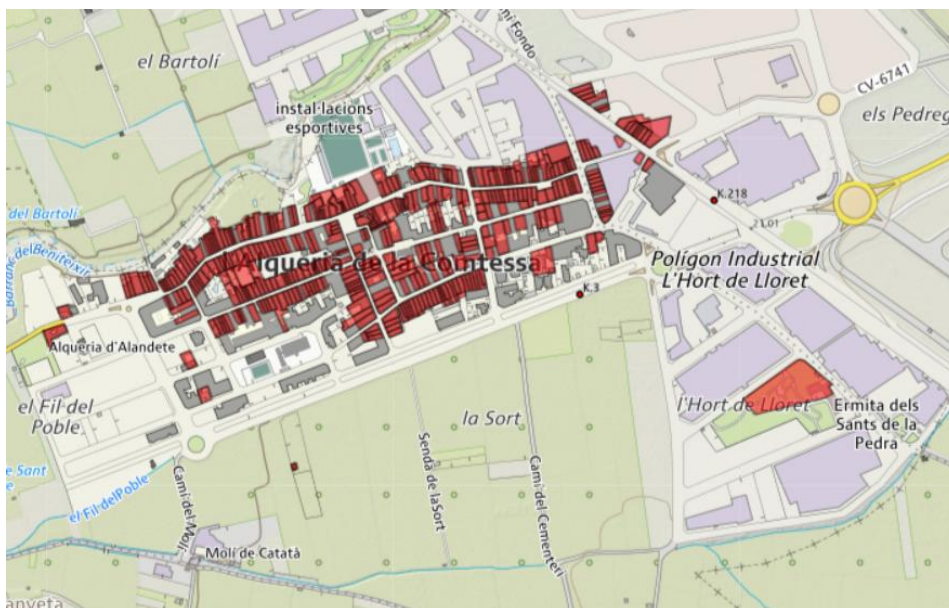 Fondo
el Bartolí
CV-6741
instal·lacions
esportives
els Pedreg
K.218
del Bartolí
Barranc del Beniteixir
Alqueria de la Comtessa
Polígon Industrial
L'Hort de Lloret
K.3
Alqueria d'Alandete
el Fil del
Poble
la Sort
l'Hort de Lloret
Ermita dels
Sants de la
Pedra
Senda de la Sort
Camí del Cementeri
Camí del Molí
el Fil del Poble
Molí de Catatà
anyeta